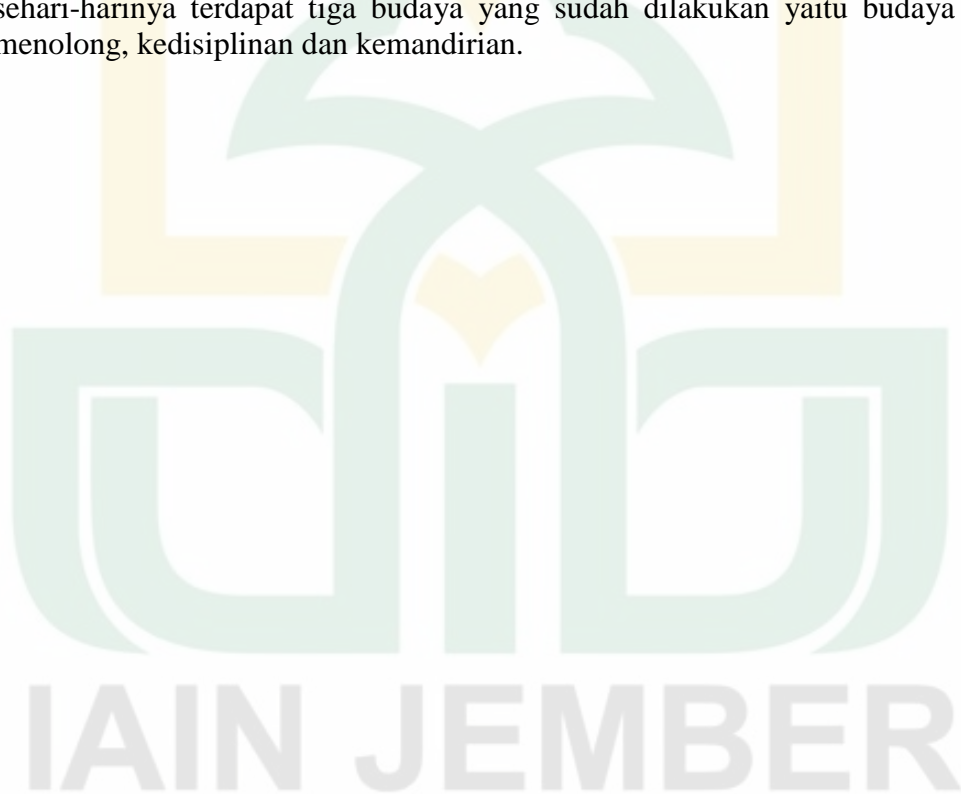 sehari-harinya terdapat tiga budaya yang sudah dilakukan yaitu budaya
menolong, kedisiplinan dan kemandirian.
IAIN JEMBER